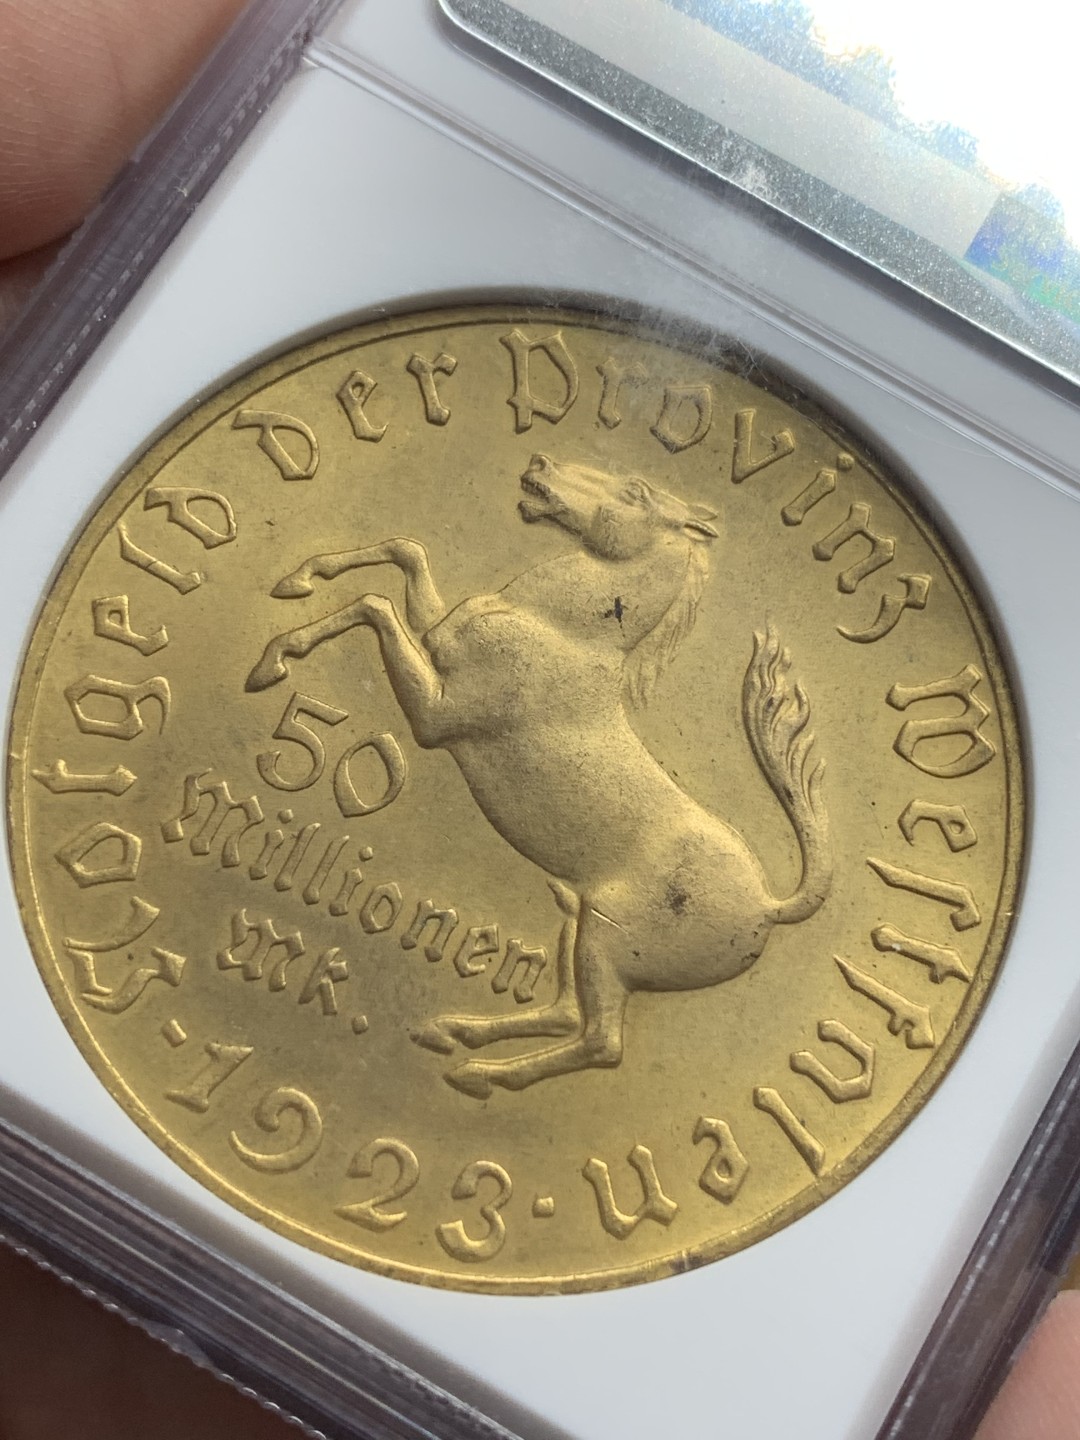 Notgeld der Provinz Westfalen
50
Millionen
Mk.
· 1923 ·